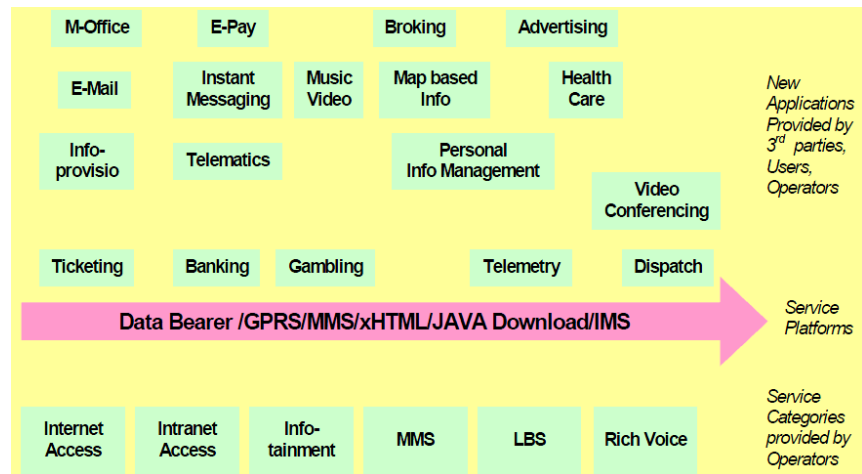 M-Office
E-Pay
Broking
Advertising
E-Mail
Instant
Messaging
Music
Video
Map based
Info
Health
Care
New
Applications
Provided by
3rd parties,
Users,
Operators
Info-
provisio
Telematics
Personal
Info Management
Video
Conferencing
Ticketing
Banking
Gambling
Telemetry
Dispatch
Data Bearer /GPRS/MMS/xHTML/JAVA Download/IMS
Service
Platforms
Internet
Access
Intranet
Access
Info-
tainment
MMS
LBS
Rich Voice
Service
Categories
provided by
Operators